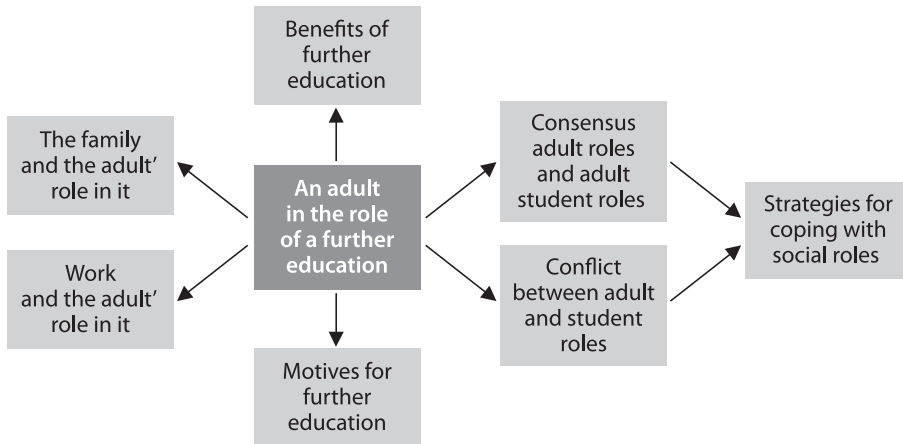 Benefits of
further
education
The family
and the adult’
role in it
An adult
in the role
of a further
education
Consensus
adult roles
and adult
student roles
Strategies for
coping with
social roles
Work
and the adult’
role in it
Conflict
between adult
and student
roles
Motives for
further
education